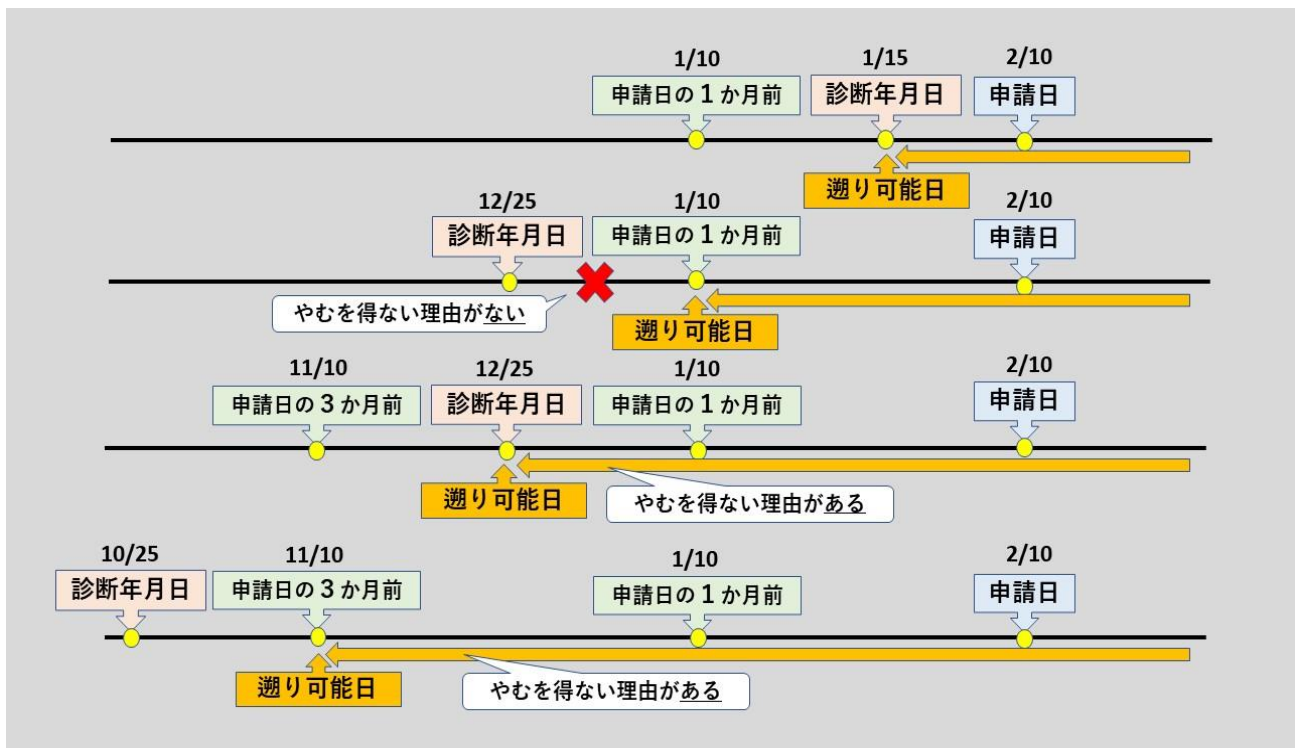 1/10 1/15 2/10
申請日の１か月前 診断年月日 申請日
遡り可能日
12/25 1/10 2/10
診断年月日 申請日の１か月前 申請日
やむを得ない理由がない
遡り可能日
11/10 12/25 1/10 2/10
申請日の３か月前 診断年月日 申請日の１か月前 申請日
遡り可能日 やむを得ない理由がある
10/25 11/10 1/10 2/10
診断年月日 申請日の３か月前 申請日の１か月前 申請日
遡り可能日 やむを得ない理由がある